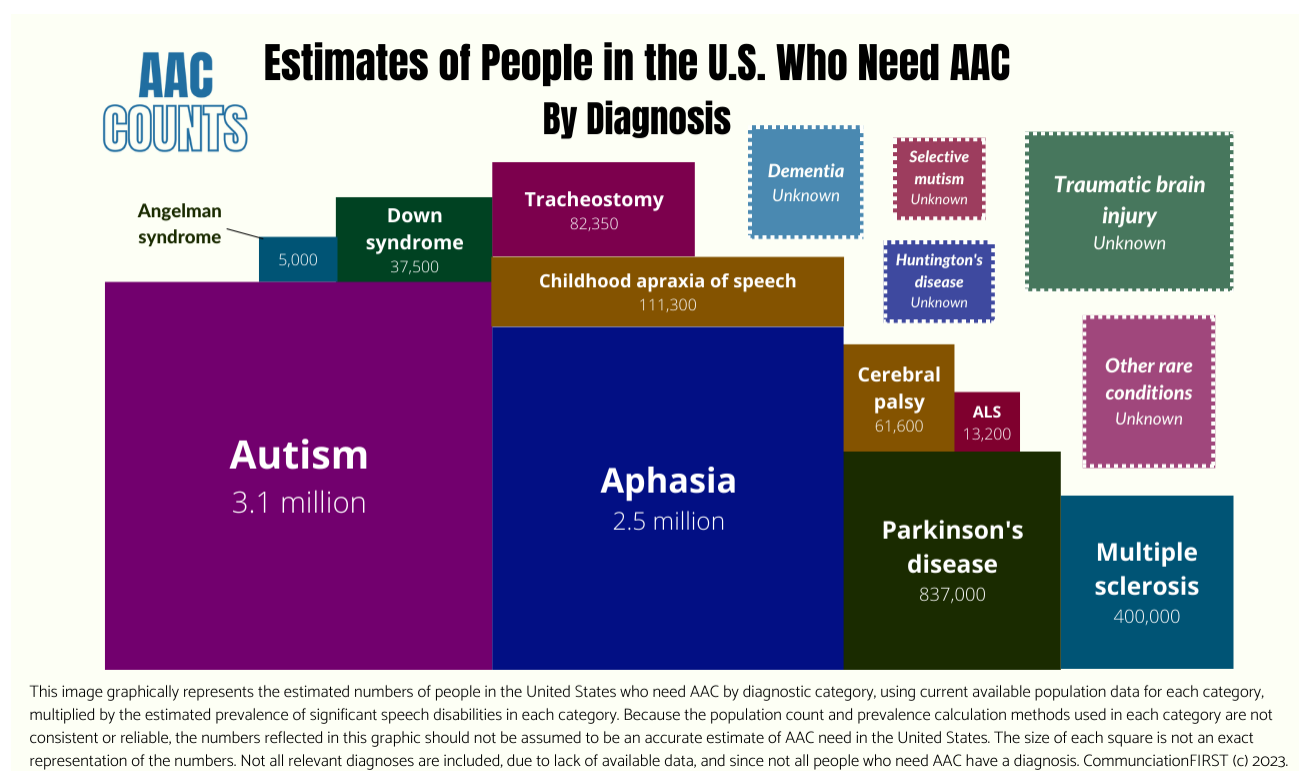 AAC
COUNTS
Estimates of People in the U.S. Who Need AAC
By Diagnosis
Angelman
syndrome
5,000
Down
syndrome
37,500
Tracheostomy
82,350
Childhood apraxia of speech
111,300
Dementia
Unknown
Selective
mutism
Unknown
Huntington's
disease
Unknown
Traumatic brain
injury
Unknown
Other rare
conditions
Unknown
Autism
3.1 million
Aphasia
2.5 million
Cerebral
palsy
61,600
ALS
13,200
Parkinson's
disease
837,000
Multiple
sclerosis
400,000
This image graphically represents the estimated numbers of people in the United States who need AAC by diagnostic category, using current available population data for each category,
multiplied by the estimated prevalence of significant speech disabilities in each category. Because the population count and prevalence calculation methods used in each category are not
consistent or reliable, the numbers reflected in this graphic should not be assumed to be an accurate estimate of AAC need in the United States. The size of each square is not an exact
representation of the numbers. Not all relevant diagnoses are included, due to lack of available data, and since not all people who need AAC have a diagnosis. CommunciationFIRST (c) 2023.